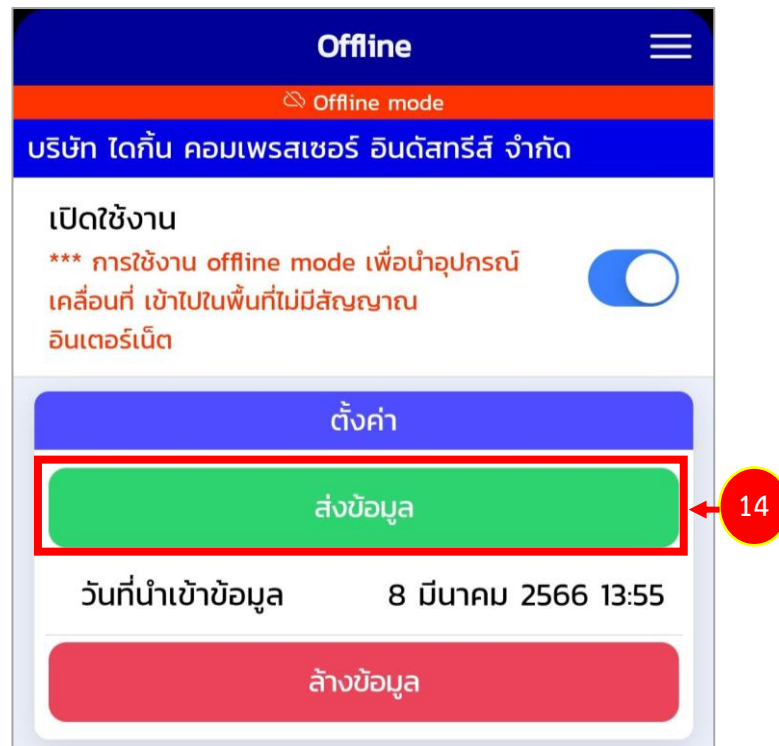 Offline
Offline mode
บริษัท ไดกิ้น คอมเพรสเซอร์ อินดัสทรีส์ จำกัด
เปิดใช้งาน
*** การใช้งาน offline mode เพื่อนำอุปกรณ์
เคลื่อนที่ เข้าไปในพื้นที่ไม่มีสัญญาณ
อินเตอร์เน็ต
ตั้งค่า
ส่งข้อมูล
14
วันที่นำเข้าข้อมูล 8 มีนาคม 2566 13:55
ล้างข้อมูล